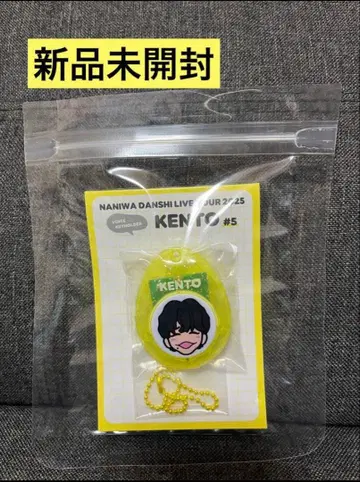 新品未開封
NANIWA DANSHI LIVE TOUR 2025
KENTO #5
KENTO